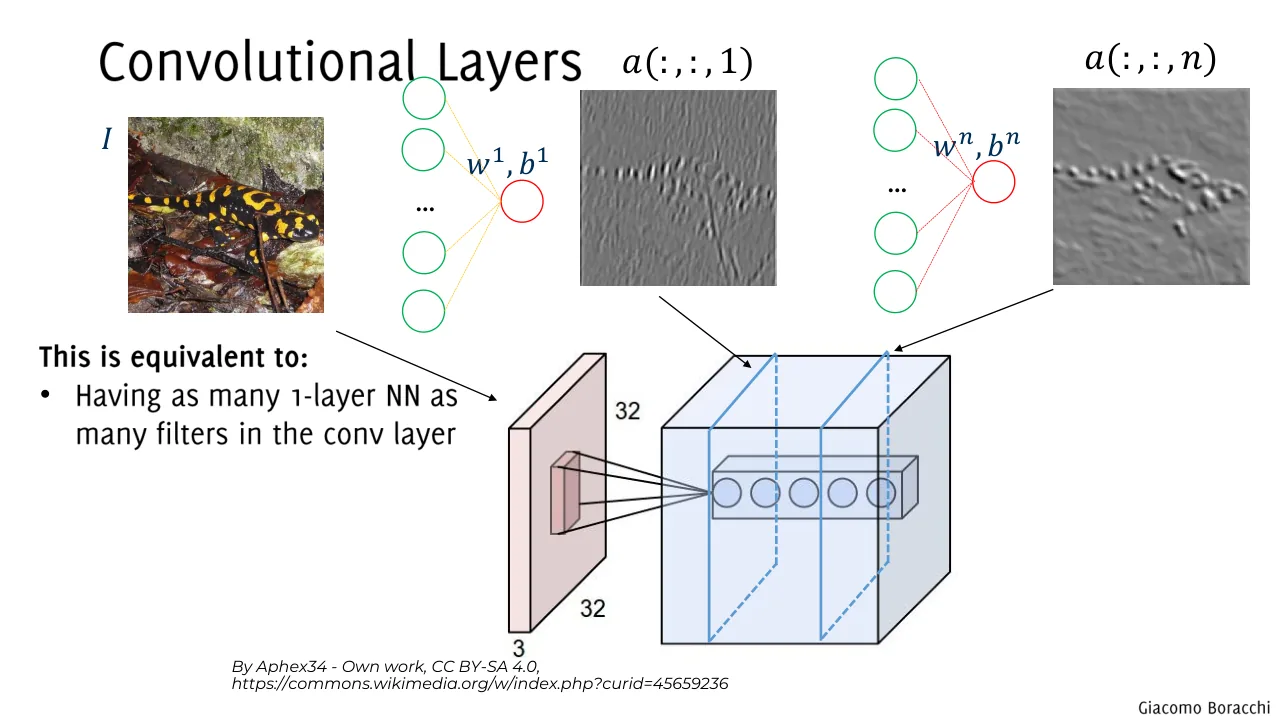 Convolutional Layers
a(:,:,1)
a(:,:,n)
I
w¹, b¹
wⁿ, bⁿ
...
...
This is equivalent to:
• Having as many 1-layer NN as
many filters in the conv layer
32
32
3
By Aphex34 - Own work, CC BY-SA 4.0,
https://commons.wikimedia.org/w/index.php?curid=45659236
Giacomo Boracchi